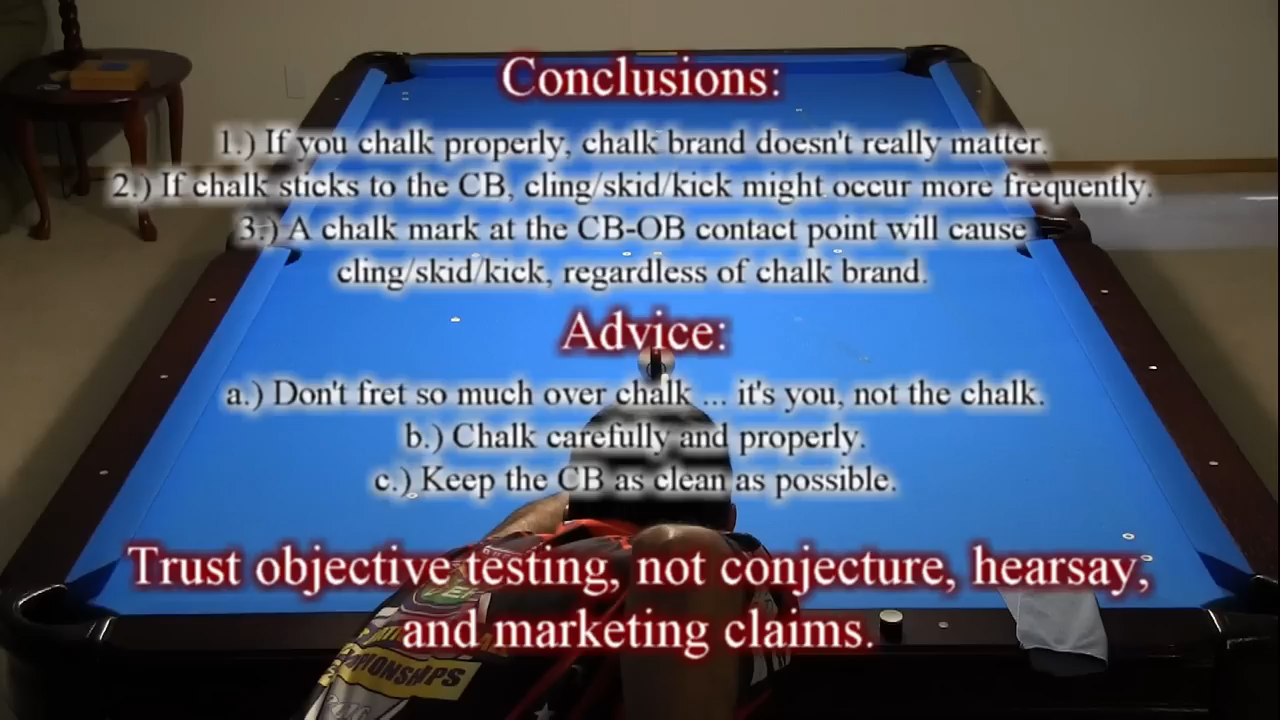 Conclusions:
1.) If you chalk properly, chalk brand doesn't really matter.
2.) If chalk sticks to the CB, cling/skid/kick might occur more frequently.
3.) A chalk mark at the CB-OB contact point will cause
cling/skid/kick, regardless of chalk brand.
Advice:
a.) Don't fret so much over chalk ... it's you, not the chalk.
b.) Chalk carefully and properly.
c.) Keep the CB as clean as possible.
Trust objective testing, not conjecture, hearsay,
and marketing claims.